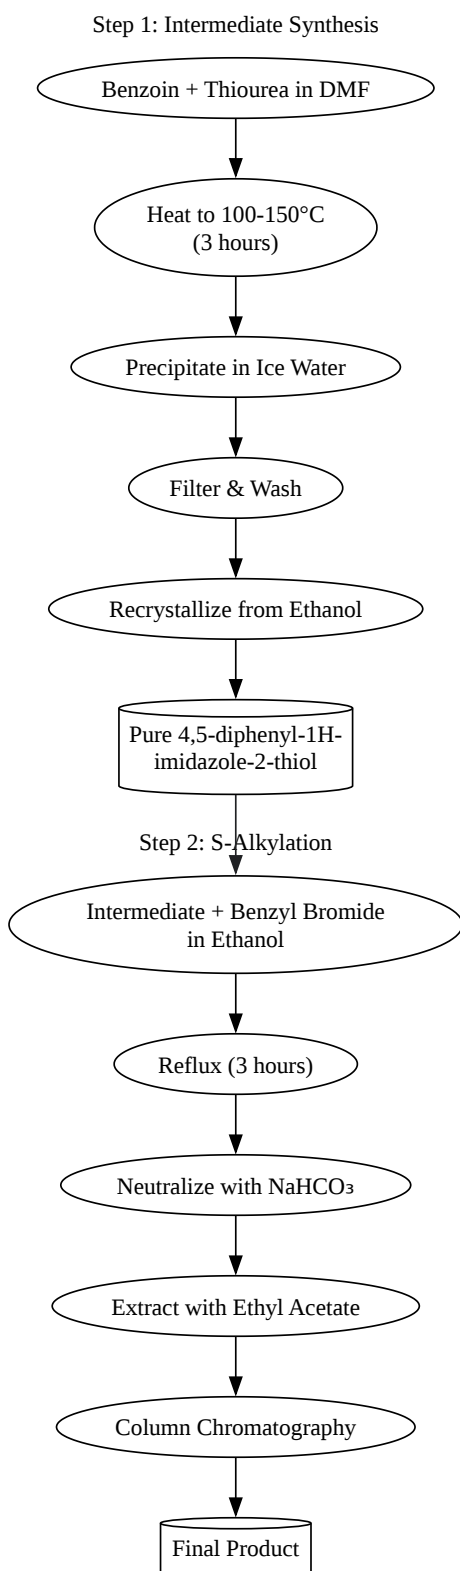 Step 1: Intermediate Synthesis
Benzoin + Thiourea in DMF
Heat to 100-150°C
(3 hours)
Precipitate in Ice Water
Filter & Wash
Recrystallize from Ethanol
Pure 4,5-diphenyl-1H-
imidazole-2-thiol
Step 2: S-Alkylation
Intermediate + Benzyl Bromide
in Ethanol
Reflux (3 hours)
Neutralize with NaHCO₃
Extract with Ethyl Acetate
Column Chromatography
Final Product